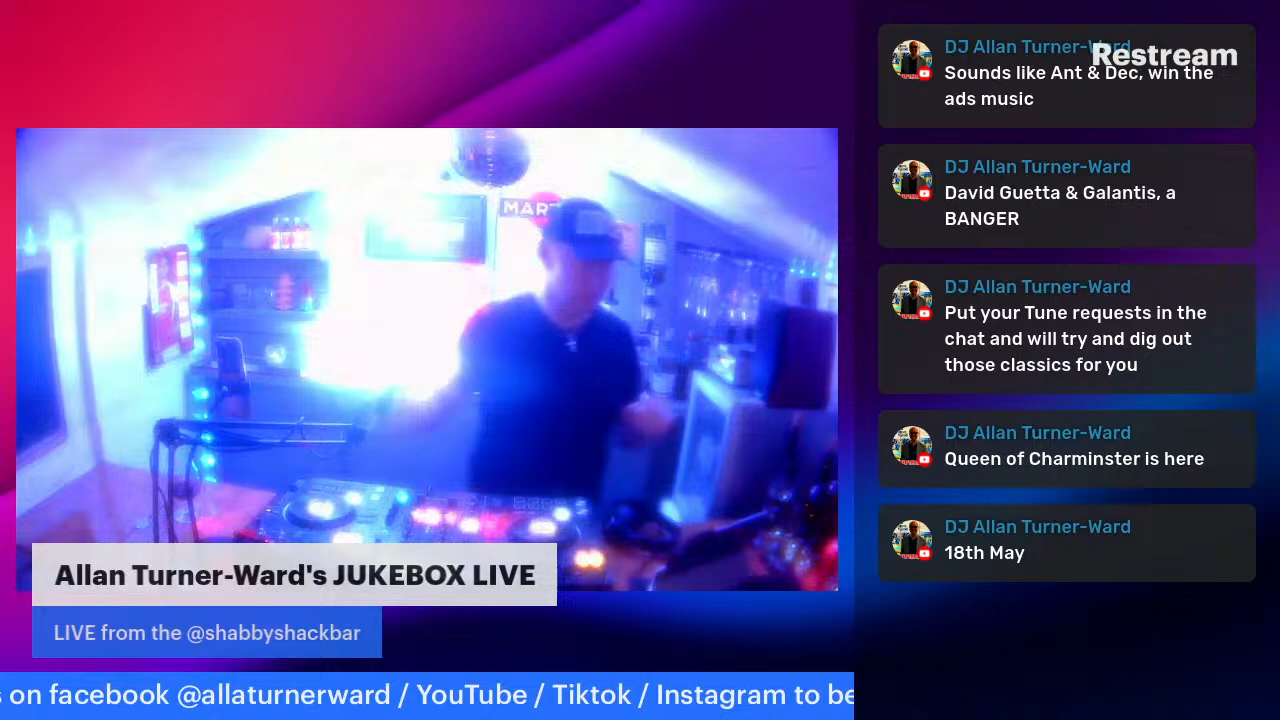 DJ Allan Turner-Ward
Restream
Sounds like Ant & Dec, win the
ads music
DJ Allan Turner-Ward
David Guetta & Galantis, a
BANGER
DJ Allan Turner-Ward
Put your Tune requests in the
chat and will try and dig out
those classics for you
DJ Allan Turner-Ward
Queen of Charminster is here
DJ Allan Turner-Ward
18th May
MAR
Allan Turner-Ward's JUKEBOX LIVE
LIVE from the @shabbyshackbar
s on facebook @allaturnerward / YouTube / Tiktok / Instagram to be